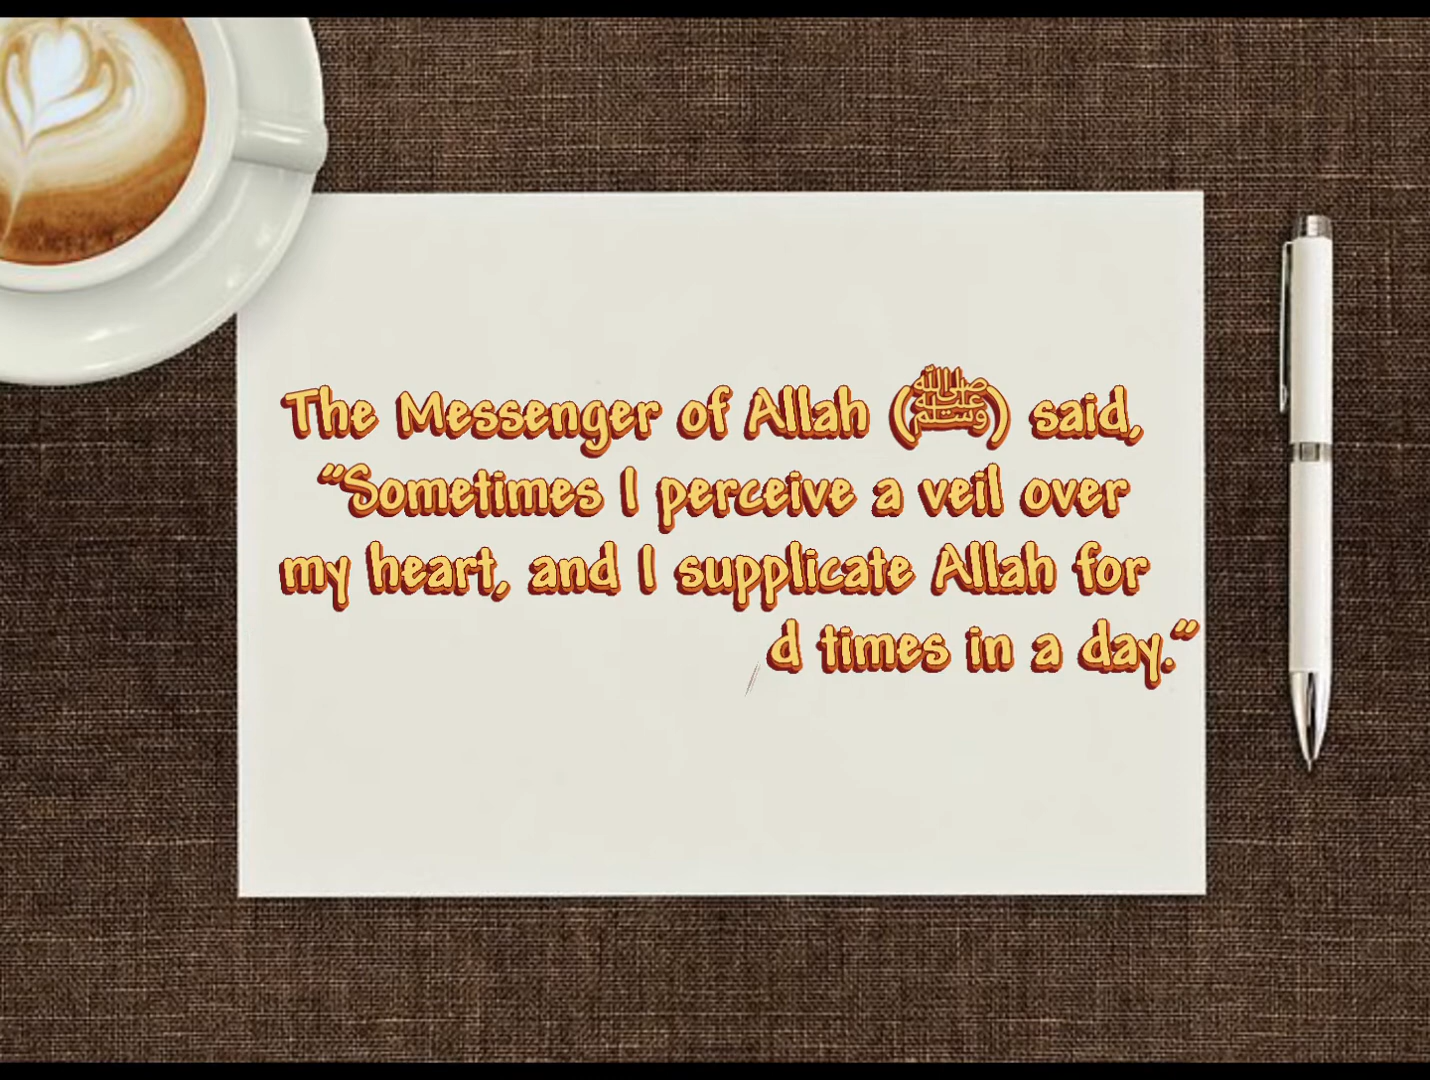 The Messenger of Allah (ﷺ) said,
“Sometimes I perceive a veil over
my heart, and I supplicate Allah for
d times in a day.”